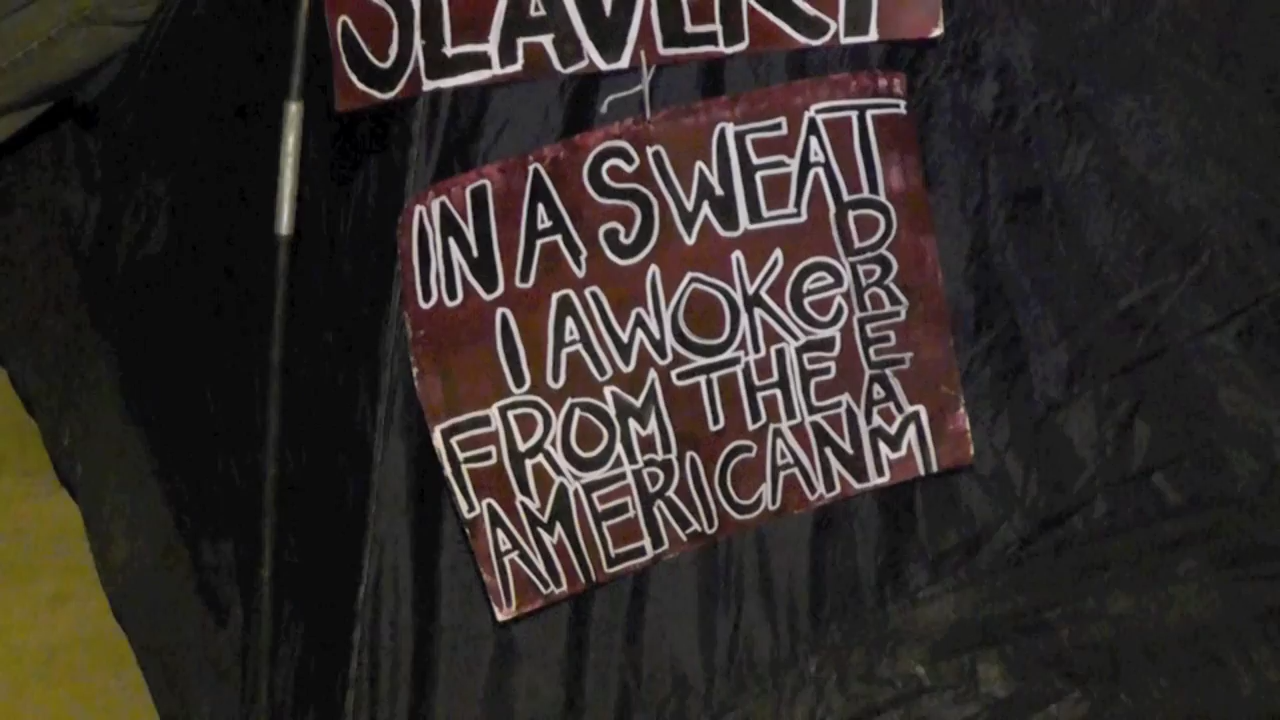 SLAVERY
IN A SWEAT
I AWOKe
FROM THE
AMERICAN
DREAM